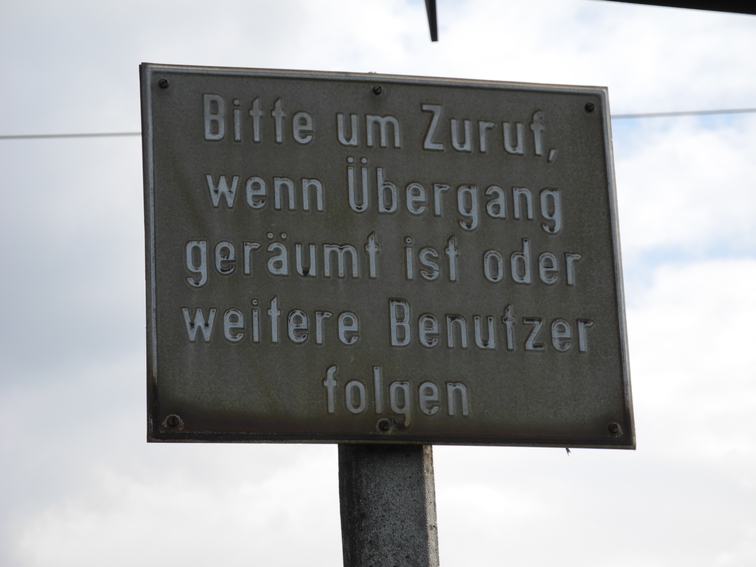 Bitte um Zuruf,
wenn Übergang
geräumt ist oder
weitere Benutzer
folgen